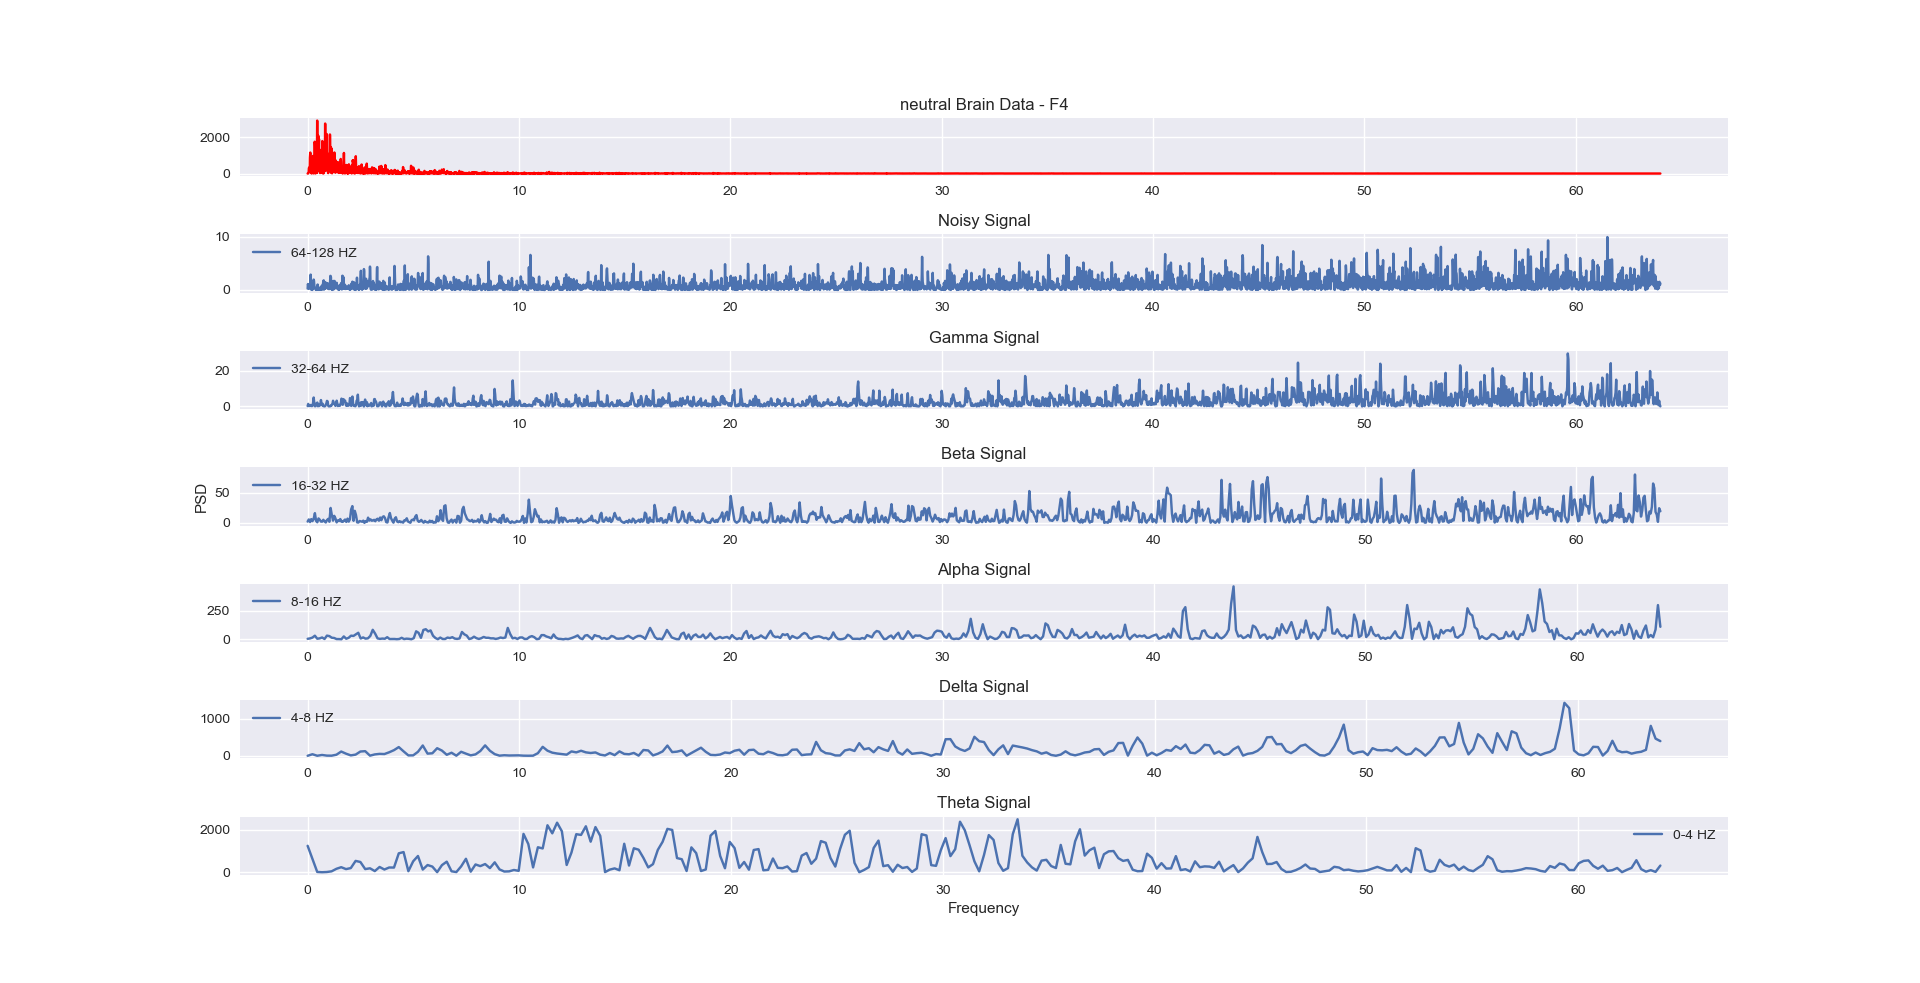 neutral Brain Data - F4
2000
0
0 10 20 30 40 50 60
Noisy Signal
10
0
64-128 HZ
0 10 20 30 40 50 60
Gamma Signal
20
0
32-64 HZ
0 10 20 30 40 50 60
Beta Signal
PSD
50
0
16-32 HZ
0 10 20 30 40 50 60
Alpha Signal
250
0
8-16 HZ
0 10 20 30 40 50 60
Delta Signal
1000
0
4-8 HZ
0 10 20 30 40 50 60
Theta Signal
2000
0
0-4 HZ
0 10 20 30 40 50 60
Frequency